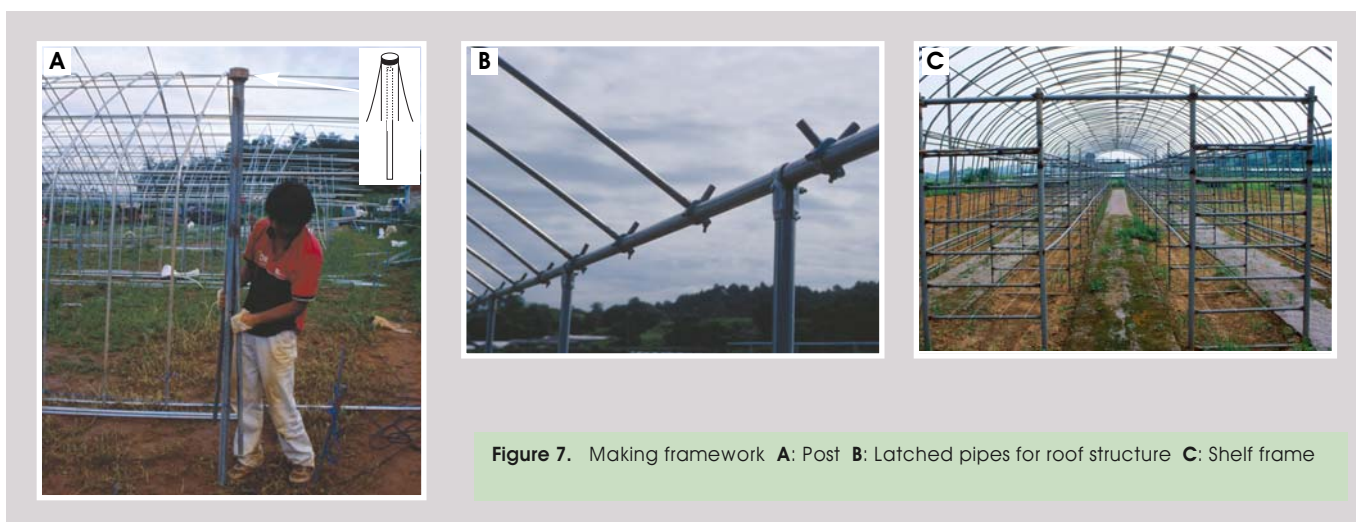 A
B
C
Figure 7. Making framework A: Post B: Latched pipes for roof structure C: Shelf frame